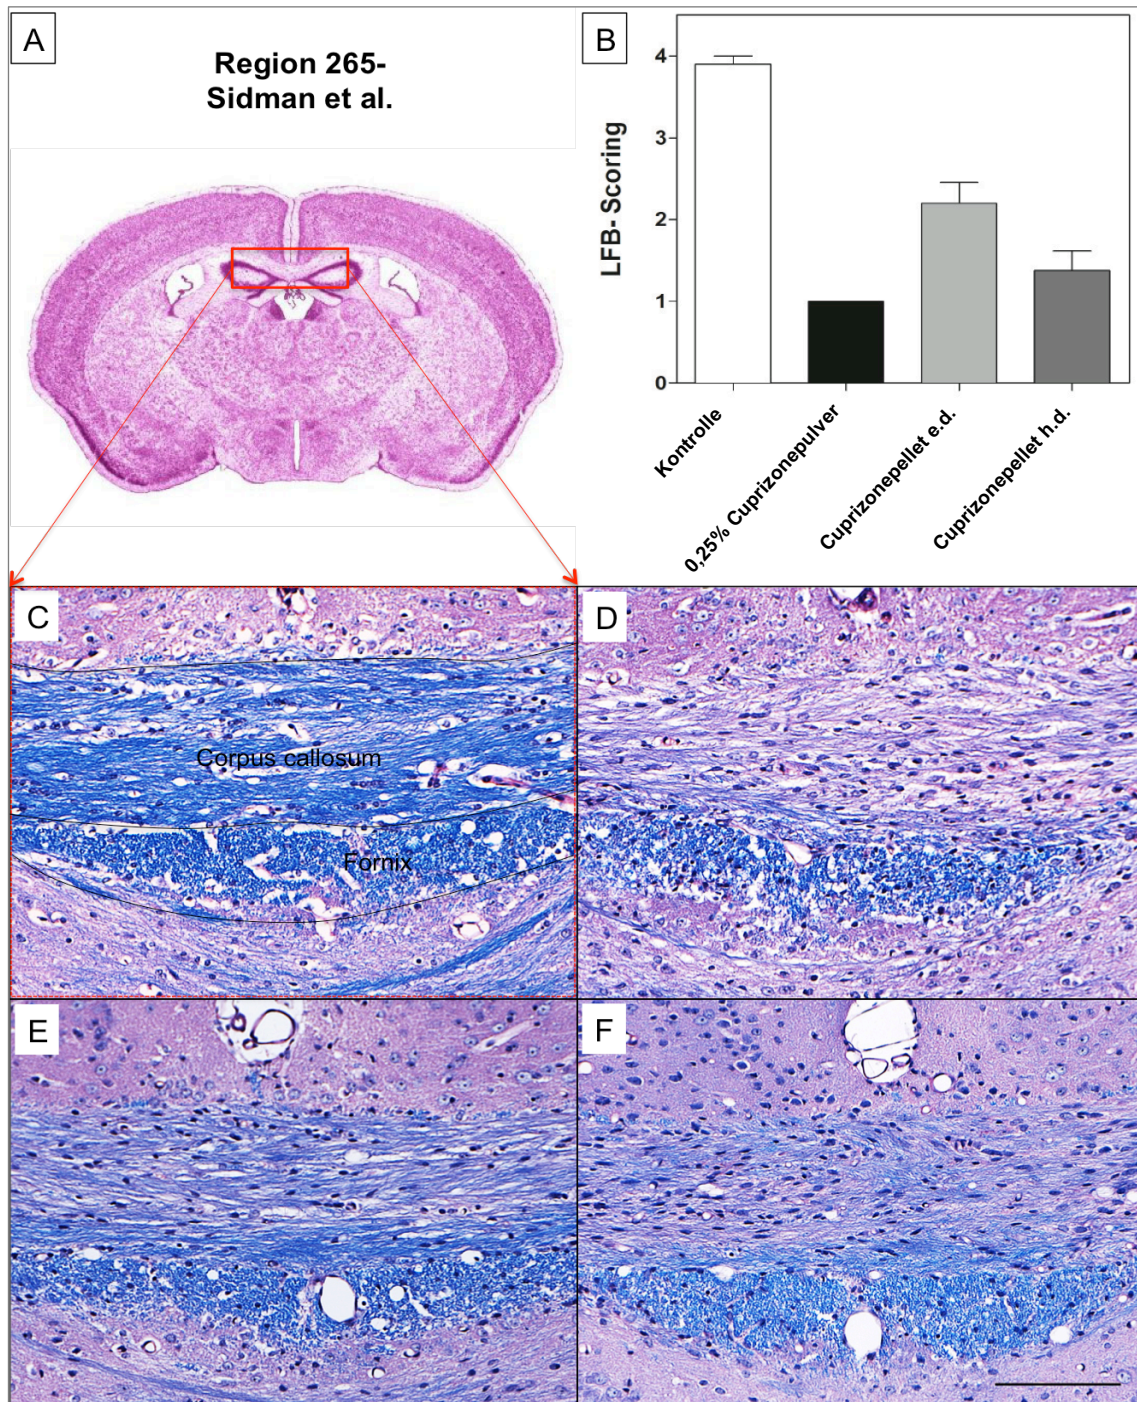 A
Region 265-
Sidman et al.
B
LFB- Scoring
4
3
2
1
0
Kontrolle
0,25% Cuprizonepulver
Cuprizonepellet e.d.
Cuprizonepellet h.d.
C
Corpus callosum
Fornix
D
E
F